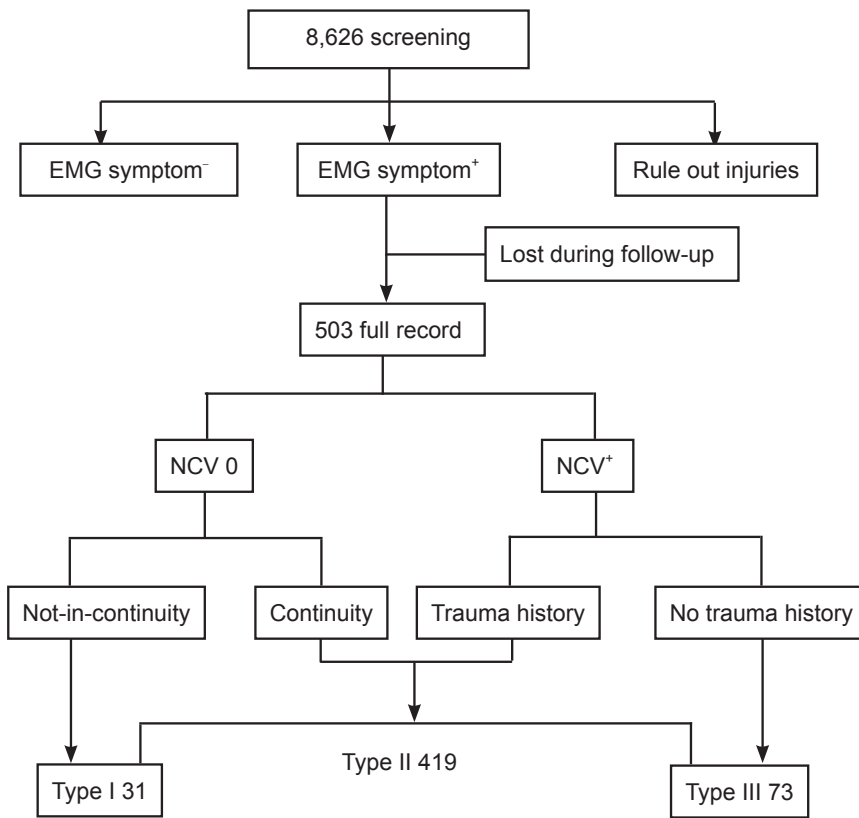 8,626 screening
EMG symptom⁻
EMG symptom⁺
Rule out injuries
Lost during follow-up
503 full record
NCV 0
NCV⁺
Not-in-continuity
Continuity
Trauma history
No trauma history
Type II 419
Type I 31
Type III 73